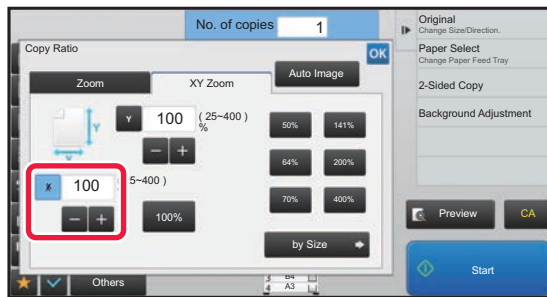 No. of copies 1
Copy Ratio
OK
Zoom
XY Zoom
Auto Image
Y
Y 100 ( 25~400 )
%
50% 141%
64% 200%
X 100 5~400 )
100%
70% 400%
by Size
Others
B4
A3
Original
Change Size/Direction.
Paper Select
Change Paper Feed Tray
2-Sided Copy
Background Adjustment
Preview
CA
Start